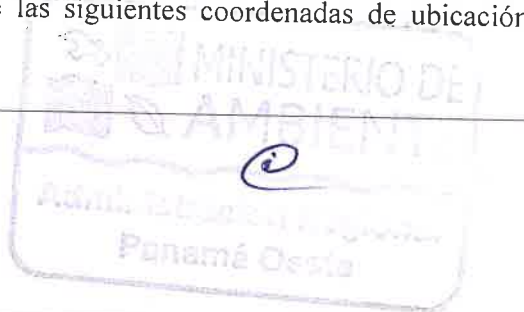 las siguientes coordenadas de ubicación
MINISTERIO DE
AMBIENTE
Panamá Oeste